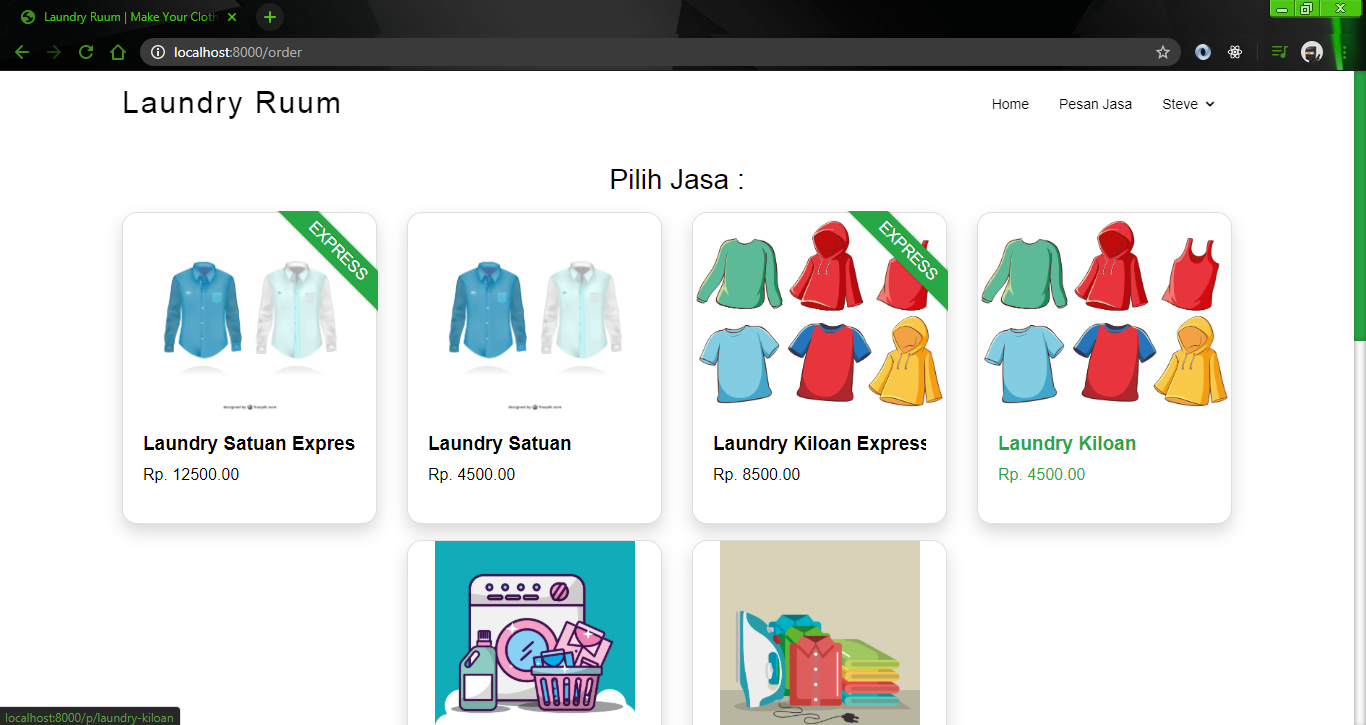 Laundry Ruum | Make Your Cloth
localhost:8000/order
Laundry Ruum
Home
Pesan Jasa
Steve
Pilih Jasa :
EXPRESS
EXPRESS
designed by freepik.com
designed by freepik.com
Laundry Satuan Expres
Rp. 12500.00
Laundry Satuan
Rp. 4500.00
Laundry Kiloan Express
Rp. 8500.00
Laundry Kiloan
Rp. 4500.00
localhost:8000/p/laundry-kiloan